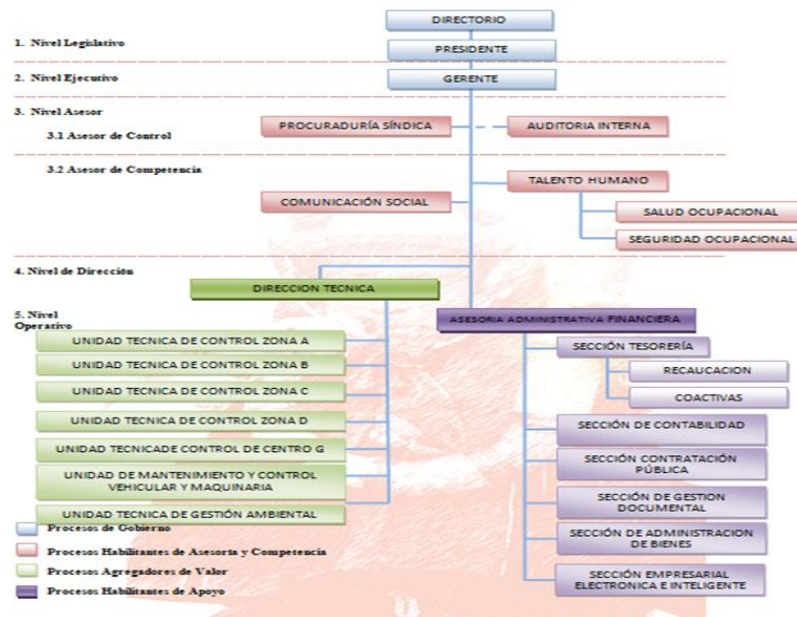 DIRECTORIO
1. Nivel Legislativo
PRESIDENTE
2. Nivel Ejecutivo
GERENTE
3. Nivel Asesor
3.1 Asesor de Control
PROCURADURÍA SÍNDICA
AUDITORIA INTERNA
3.2 Asesor de Competencia
TALENTO HUMANO
COMUNICACIÓN SOCIAL
SALUD OCUPACIONAL
SEGURIDAD OCUPACIONAL
4. Nivel de Dirección
DIRECCION TECNICA
5. Nivel
Operativo
ASESORIA ADMINISTRATIVA FINANCIERA
UNIDAD TECNICA DE CONTROL ZONA A
UNIDAD TECNICA DE CONTROL ZONA B
UNIDAD TECNICA DE CONTROL ZONA C
UNIDAD TECNICA DE CONTROL ZONA D
UNIDAD TECNICADE CONTROL DE CENTRO G
UNIDAD DE MANTENIMIENTO Y CONTROL
VEHICULAR Y MAQUINARIA
UNIDAD TECNICA DE GESTIÓN AMBIENTAL
SECCIÓN TESORERÍA
RECAUCACION
COACTIVAS
SECCIÓN DE CONTABILIDAD
SECCIÓN CONTRATACIÓN
PÚBLICA
SECCIÓN DE GESTION
DOCUMENTAL
SECCIÓN DE ADMINISTRACION
DE BIENES
SECCIÓN EMPRESARIAL
ELECTRONICA E INTELIGENTE
Procesos de Gobierno
Procesos Habilitantes de Asesoría y Competencia
Procesos Agregadores de Valor
Procesos Habilitantes de Apoyo